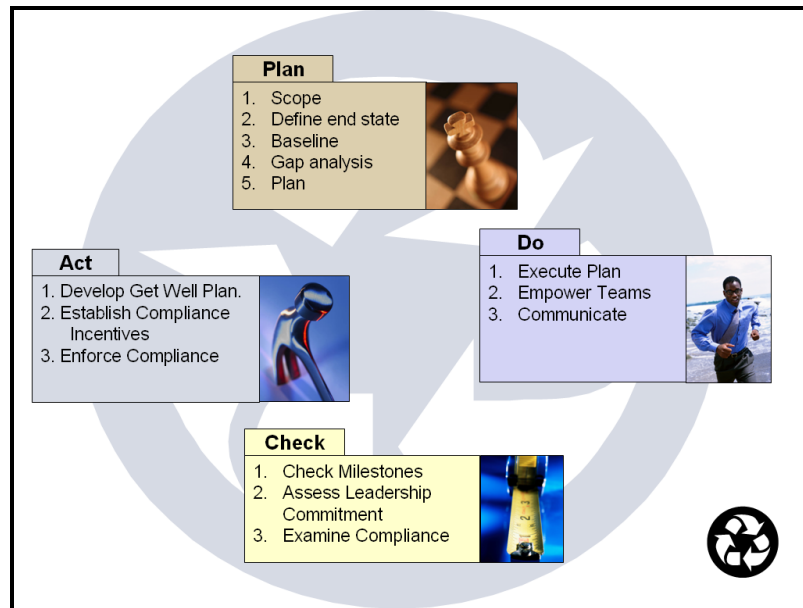 Plan
1. Scope
2. Define end state
3. Baseline
4. Gap analysis
5. Plan
Do
1. Execute Plan
2. Empower Teams
3. Communicate
Check
1. Check Milestones
2. Assess Leadership
Commitment
3. Examine Compliance
Act
1. Develop Get Well Plan.
2. Establish Compliance
Incentives
3. Enforce Compliance